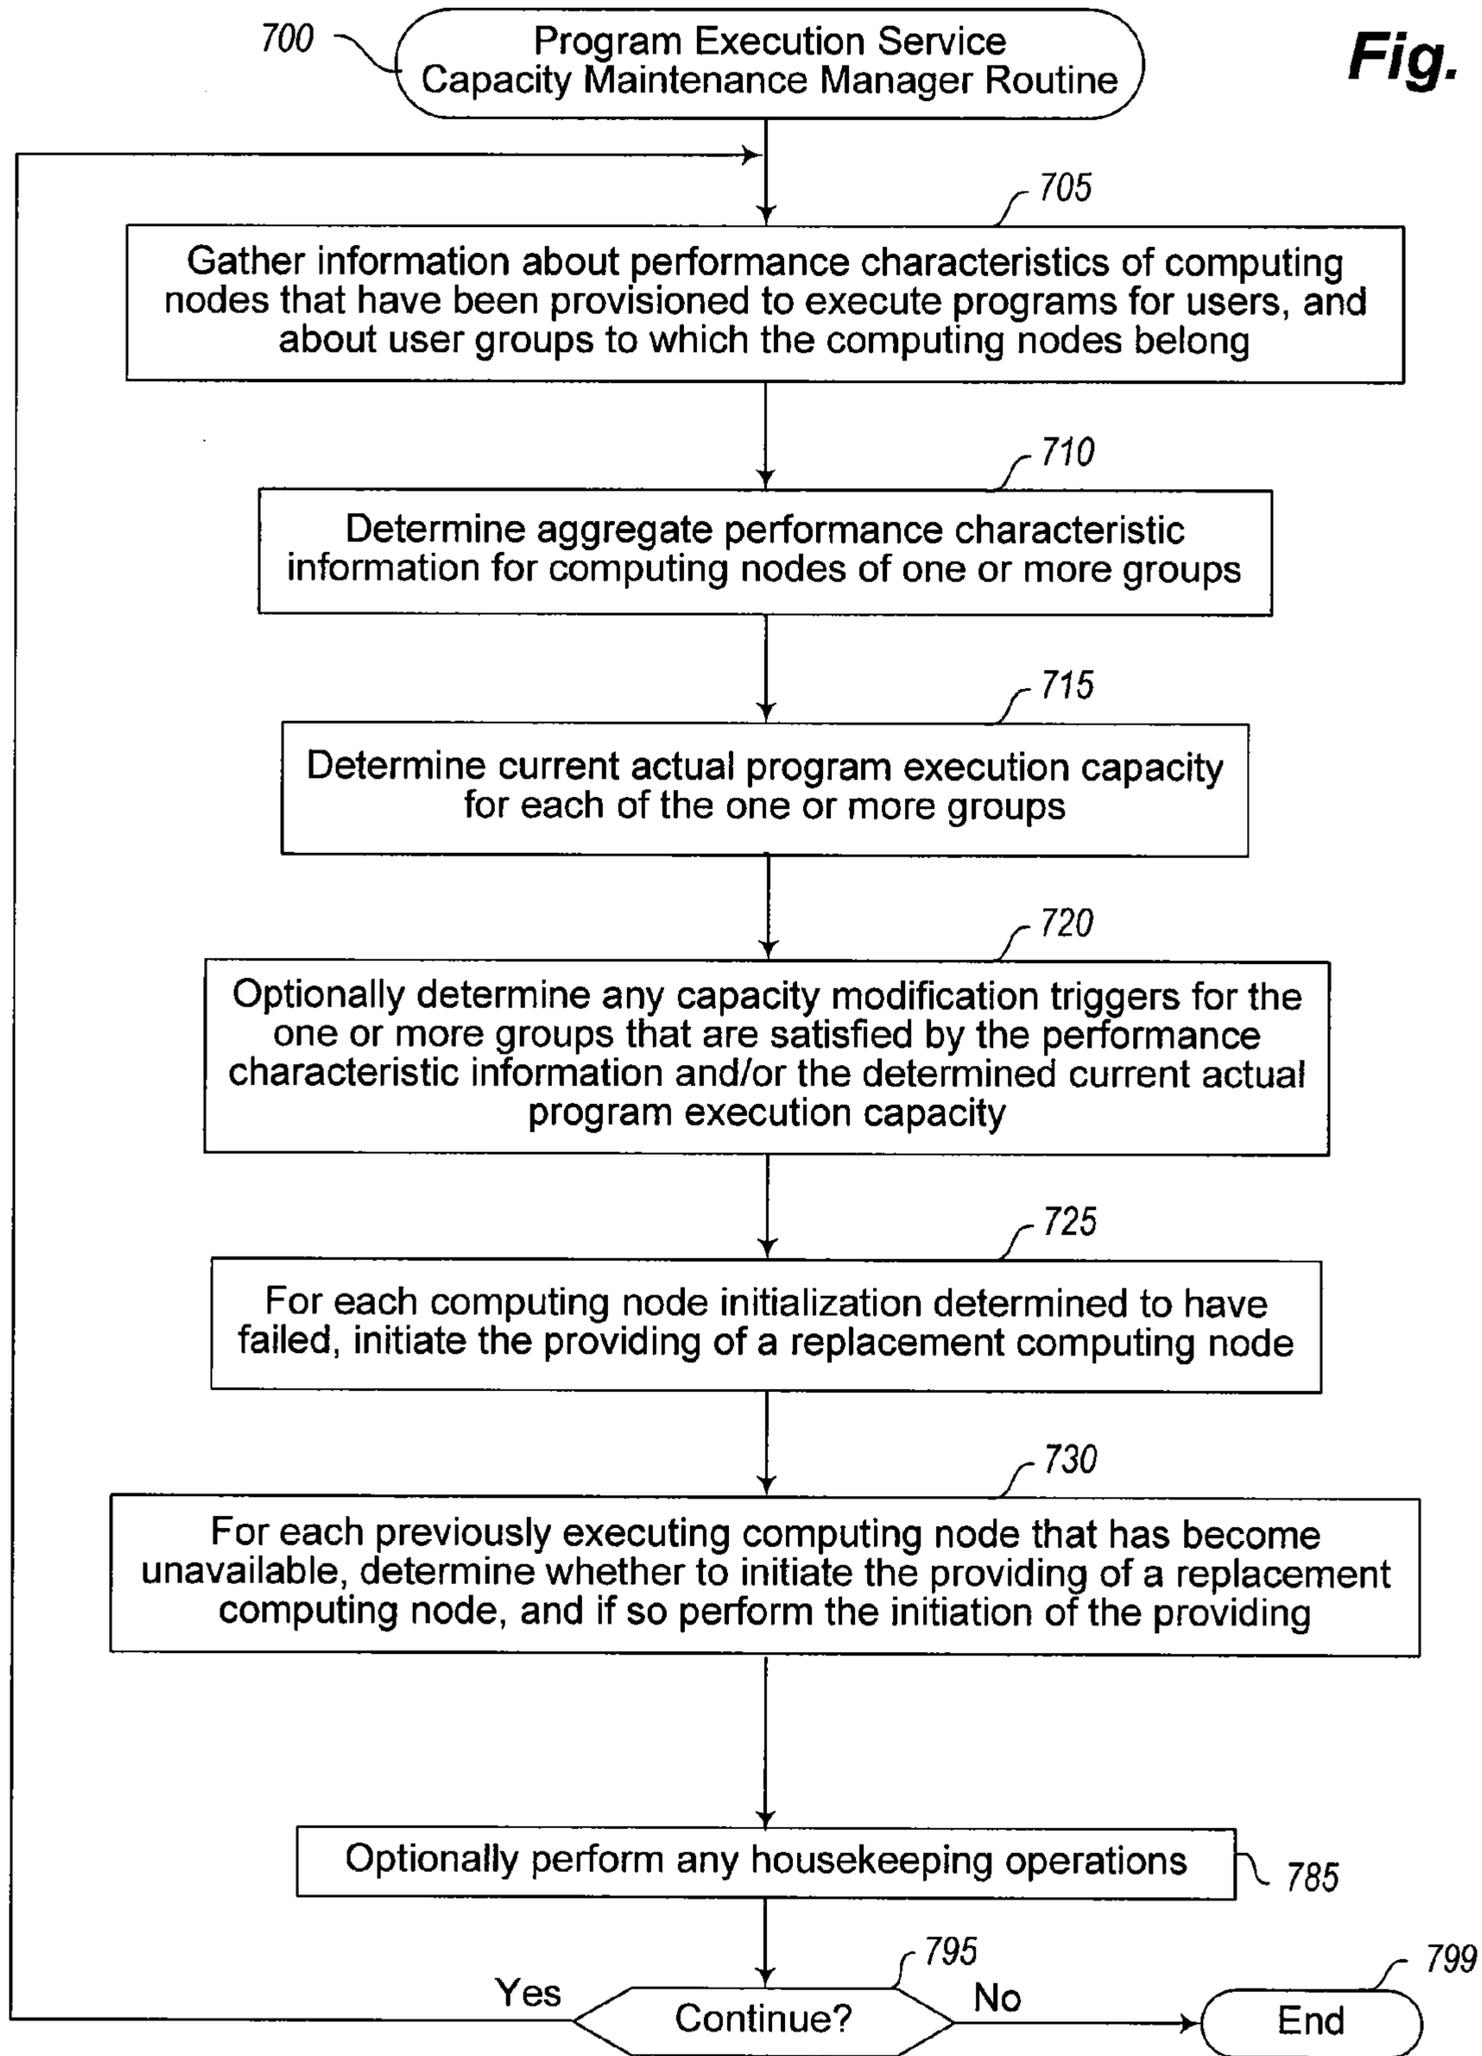 700
Program Execution Service
Capacity Maintenance Manager Routine
Fig.
705
Gather information about performance characteristics of computing
nodes that have been provisioned to execute programs for users, and
about user groups to which the computing nodes belong
710
Determine aggregate performance characteristic
information for computing nodes of one or more groups
715
Determine current actual program execution capacity
for each of the one or more groups
720
Optionally determine any capacity modification triggers for the
one or more groups that are satisfied by the performance
characteristic information and/or the determined current actual
program execution capacity
725
For each computing node initialization determined to have
failed, initiate the providing of a replacement computing node
730
For each previously executing computing node that has become
unavailable, determine whether to initiate the providing of a replacement
computing node, and if so perform the initiation of the providing
Optionally perform any housekeeping operations
785
795
799
Yes
Continue?
No
End